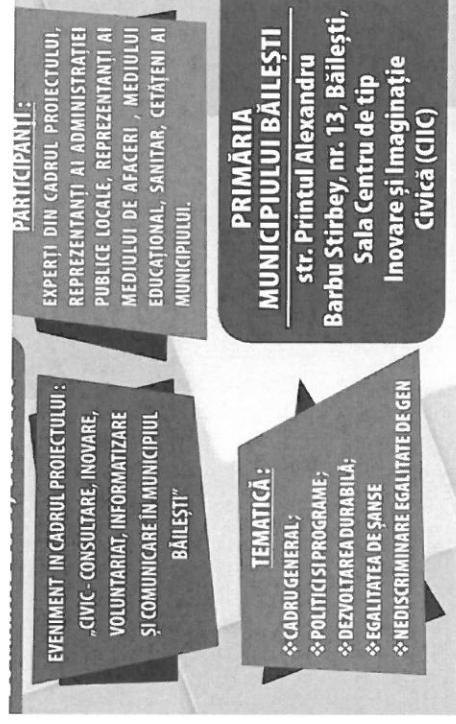 EVENIMENT IN CADRUL PROIECTULUI:
„CIVIC-CONSULTARE, INOVARE,
VOLUNTARIAT, INFORMATIZARE
ȘI COMUNICARE ÎN MUNICIPIUL
BĂILEȘTI"
PARTICIPANȚI:
EXPERȚI DIN CADRUL PROIECTULUI,
REPREZENTANȚI AI ADMINISTRAȚIEI
PUBLICE LOCALE, REPREZENTANȚI AI
MEDIULUI DE AFACERI , MEDIULUI
EDUCAȚIONAL, SANITAR, CETĂȚENI AI
MUNICIPIULUI.
TEMATICĂ:
❖CADRU GENERAL;
❖POLITICI SI PROGRAME;
❖DEZVOLTAREA DURABILĂ;
❖EGALITATEA DE ȘANSE
❖NEDISCRIMINARE EGALITATE DE GEN
PRIMĂRIA
MUNICIPIULUI BĂILEȘTI
str. Printul Alexandru
Barbu Stirbey, nr. 13, Băilești,
Sala Centru de tip
Inovare și Imaginație
Civică (CIIC)